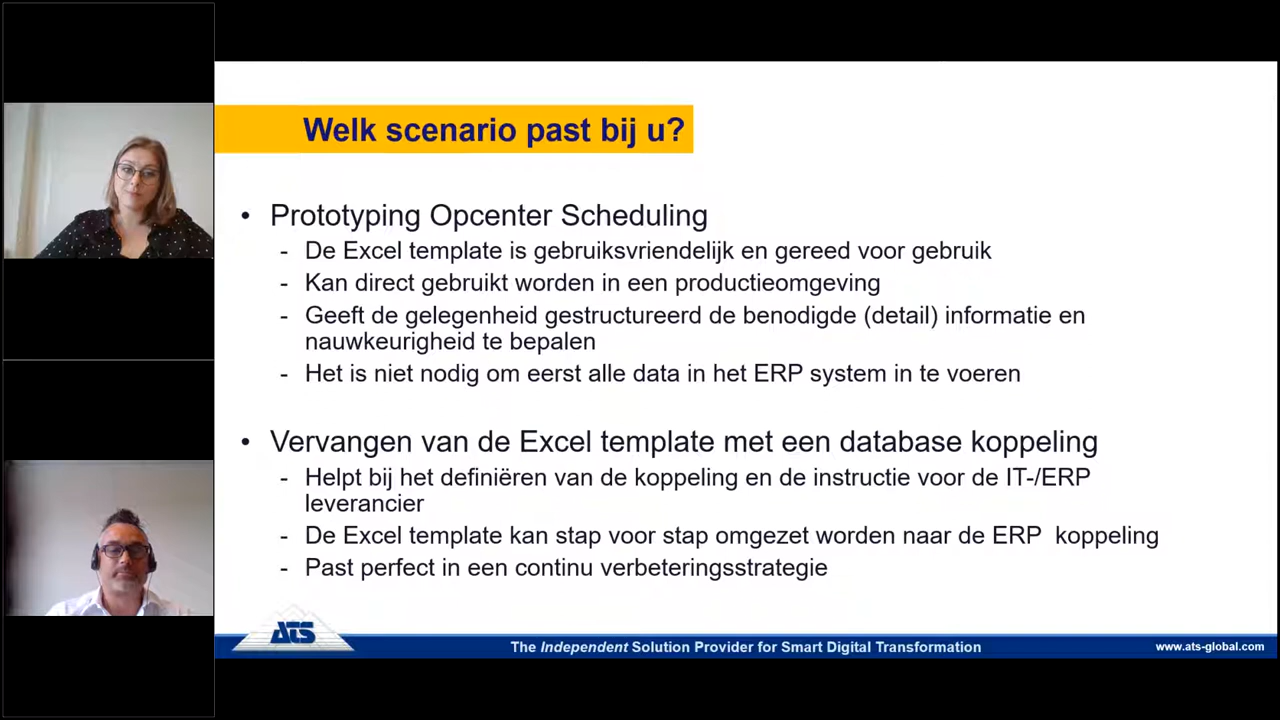 Welk scenario past bij u?
• Prototyping Opcenter Scheduling
- De Excel template is gebruiksvriendelijk en gereed voor gebruik
- Kan direct gebruikt worden in een productieomgeving
- Geeft de gelegenheid gestructureerd de benodigde (detail) informatie en
nauwkeurigheid te bepalen
- Het is niet nodig om eerst alle data in het ERP system in te voeren
• Vervangen van de Excel template met een database koppeling
- Helpt bij het definiëren van de koppeling en de instructie voor de IT-/ERP
leverancier
- De Excel template kan stap voor stap omgezet worden naar de ERP  koppeling
- Past perfect in een continu verbeteringsstrategie
ATS
The Independent Solution Provider for Smart Digital Transformation
www.ats-global.com